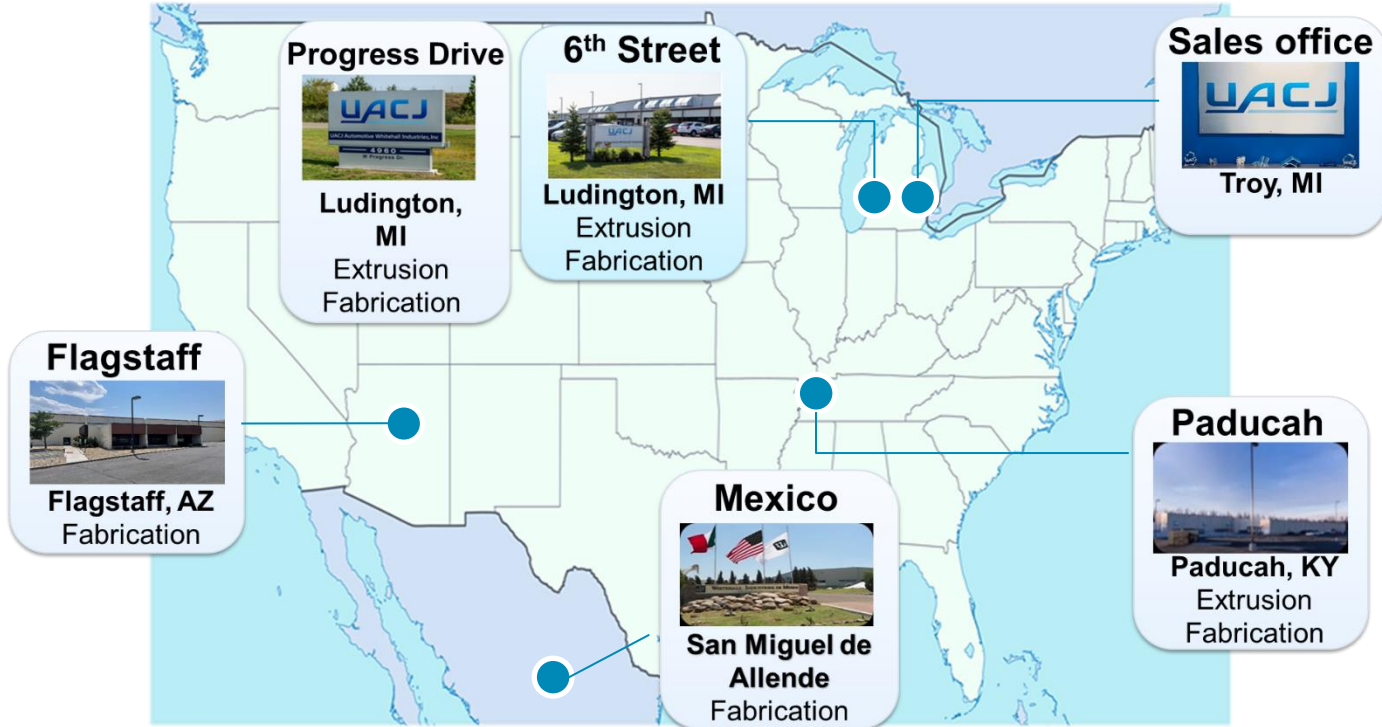 Progress Drive
UACJ
UACJ Automotive Whitehall Industries, Inc
4960
W Progress Dr.
Ludington,
MI
Extrusion
Fabrication
6th Street
UACJ
Ludington, MI
Extrusion
Fabrication
Sales office
UACJ
Troy, MI
Flagstaff
Flagstaff, AZ
Fabrication
Mexico
San Miguel de
Allende
Fabrication
Paducah
Paducah, KY
Extrusion
Fabrication